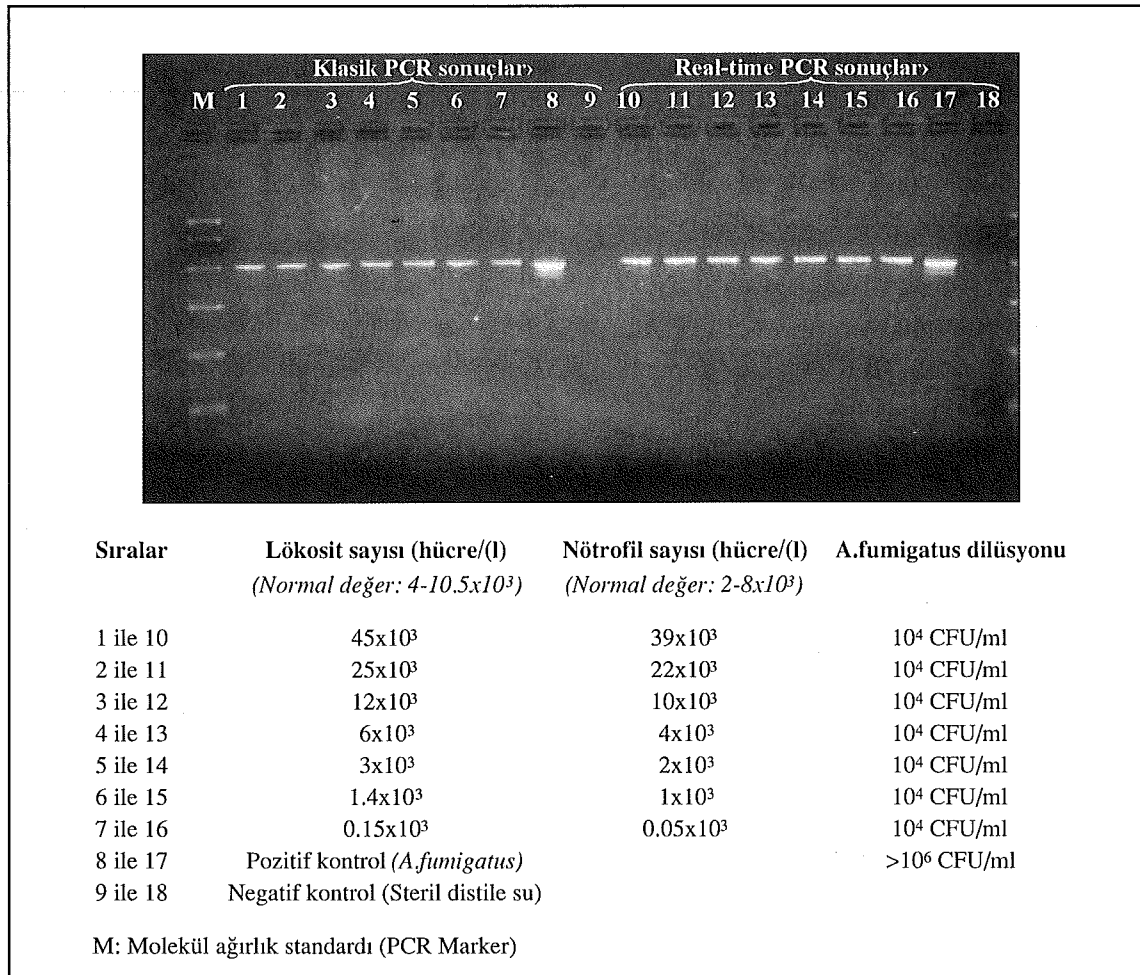 Klasik PCR sonuçlar› Real-time PCR sonuçlar›
M 1 2 3 4 5 6 7 8 9 10 11 12 13 14 15 16 17 18
Sıralar Lökosit sayısı (hücre/(l) Nötrofil sayısı (hücre/(l) A.fumigatus dilüsyonu
(Normal değer: 4-10.5x10³) (Normal değer: 2-8x10³)
1 ile 10 45x10³ 39x10³ 10⁴ CFU/ml
2 ile 11 25x10³ 22x10³ 10⁴ CFU/ml
3 ile 12 12x10³ 10x10³ 10⁴ CFU/ml
4 ile 13 6x10³ 4x10³ 10⁴ CFU/ml
5 ile 14 3x10³ 2x10³ 10⁴ CFU/ml
6 ile 15 1.4x10³ 1x10³ 10⁴ CFU/ml
7 ile 16 0.15x10³ 0.05x10³ 10⁴ CFU/ml
8 ile 17 Pozitif kontrol (A.fumigatus) >10⁶ CFU/ml
9 ile 18 Negatif kontrol (Steril distile su)
M: Molekül ağırlık standardı (PCR Marker)